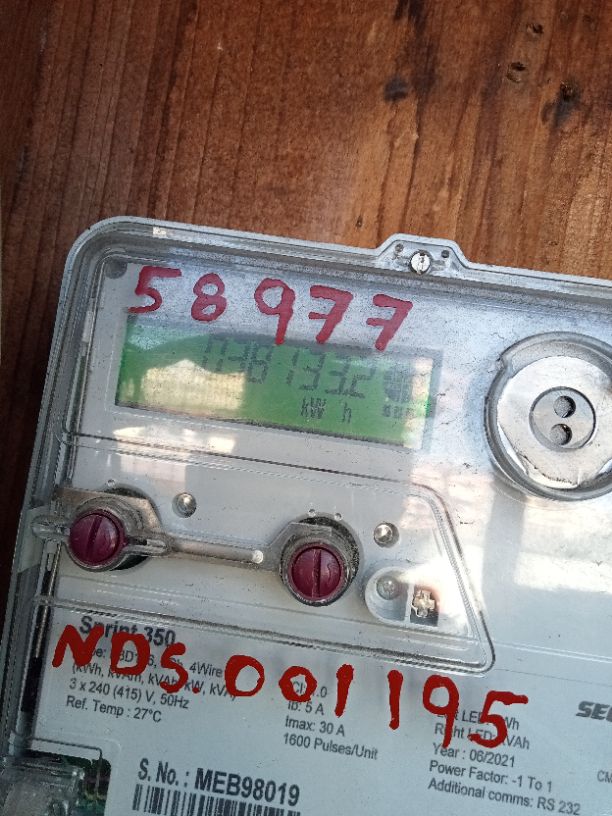 58977
038133.2
kW h
Sprint 350
NDS.001195
4Wire
(kWh, kVAh, kVAh, kW, kVA)
3 x 240 (415) V, 50Hz
Ref. Temp : 27°C
Ib: 5 A
Imax: 30 A
1600 Pulses/Unit
Year : 06/2021
Power Factor: -1 To 1
Additional comms: RS 232
S. No. : MEB98019